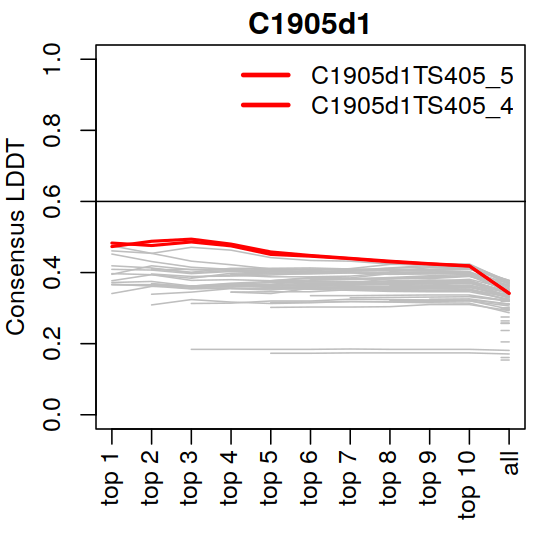 C1905d1
C1905d1TS405_5
C1905d1TS405_4
Consensus LDDT
1.0
0.8
0.6
0.4
0.2
0.0
top 1
top 2
top 3
top 4
top 5
top 6
top 7
top 8
top 9
top 10
all